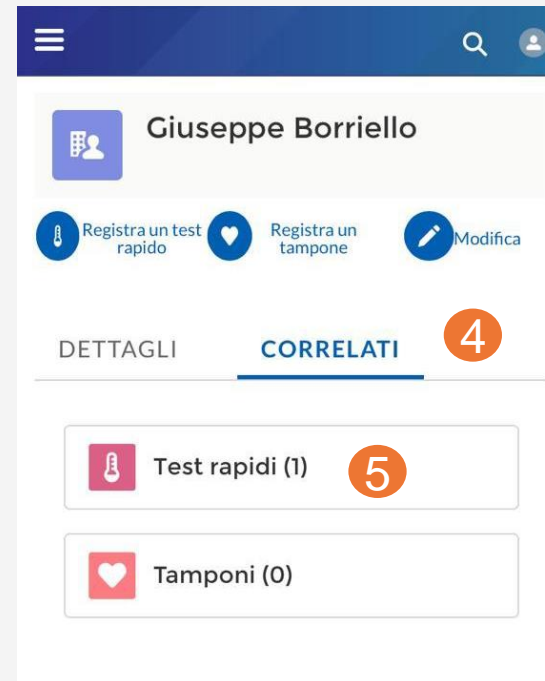 Giuseppe Borriello
Registra un test
rapido
Registra un
tampone
Modifica
DETTAGLI
CORRELATI
4
Test rapidi (1)
5
Tamponi (0)